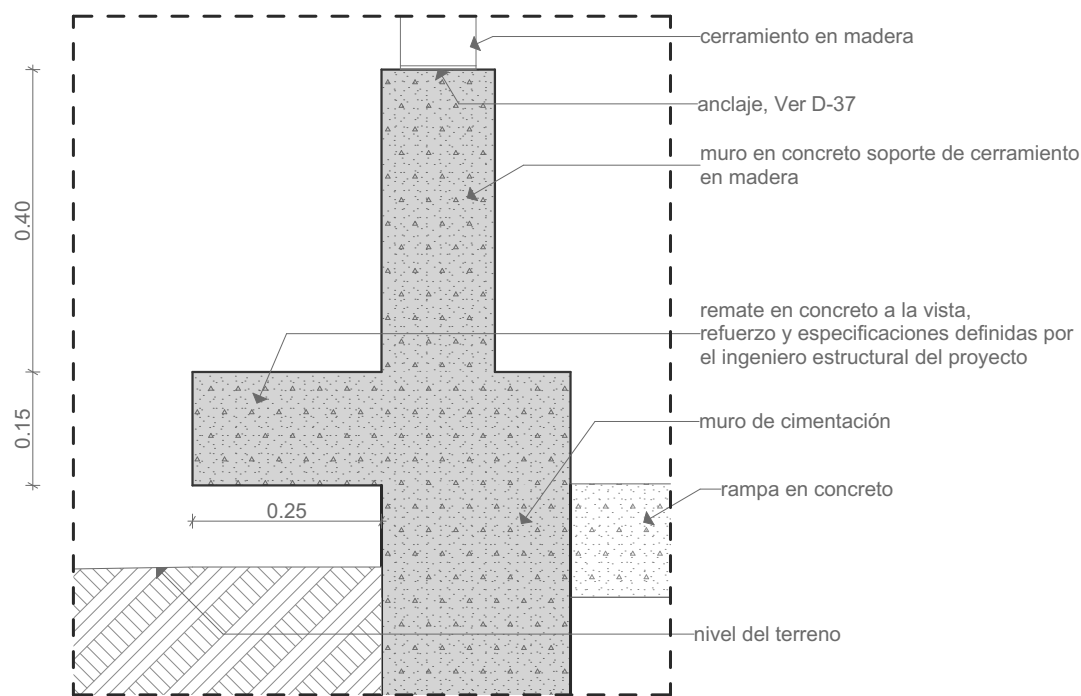 cerramiento en madera
anclaje, Ver D-37
muro en concreto soporte de cerramiento
en madera
0.40
remate en concreto a la vista,
refuerzo y especificaciones definidas por
el ingeniero estructural del proyecto
0.15
muro de cimentación
rampa en concreto
0.25
nivel del terreno